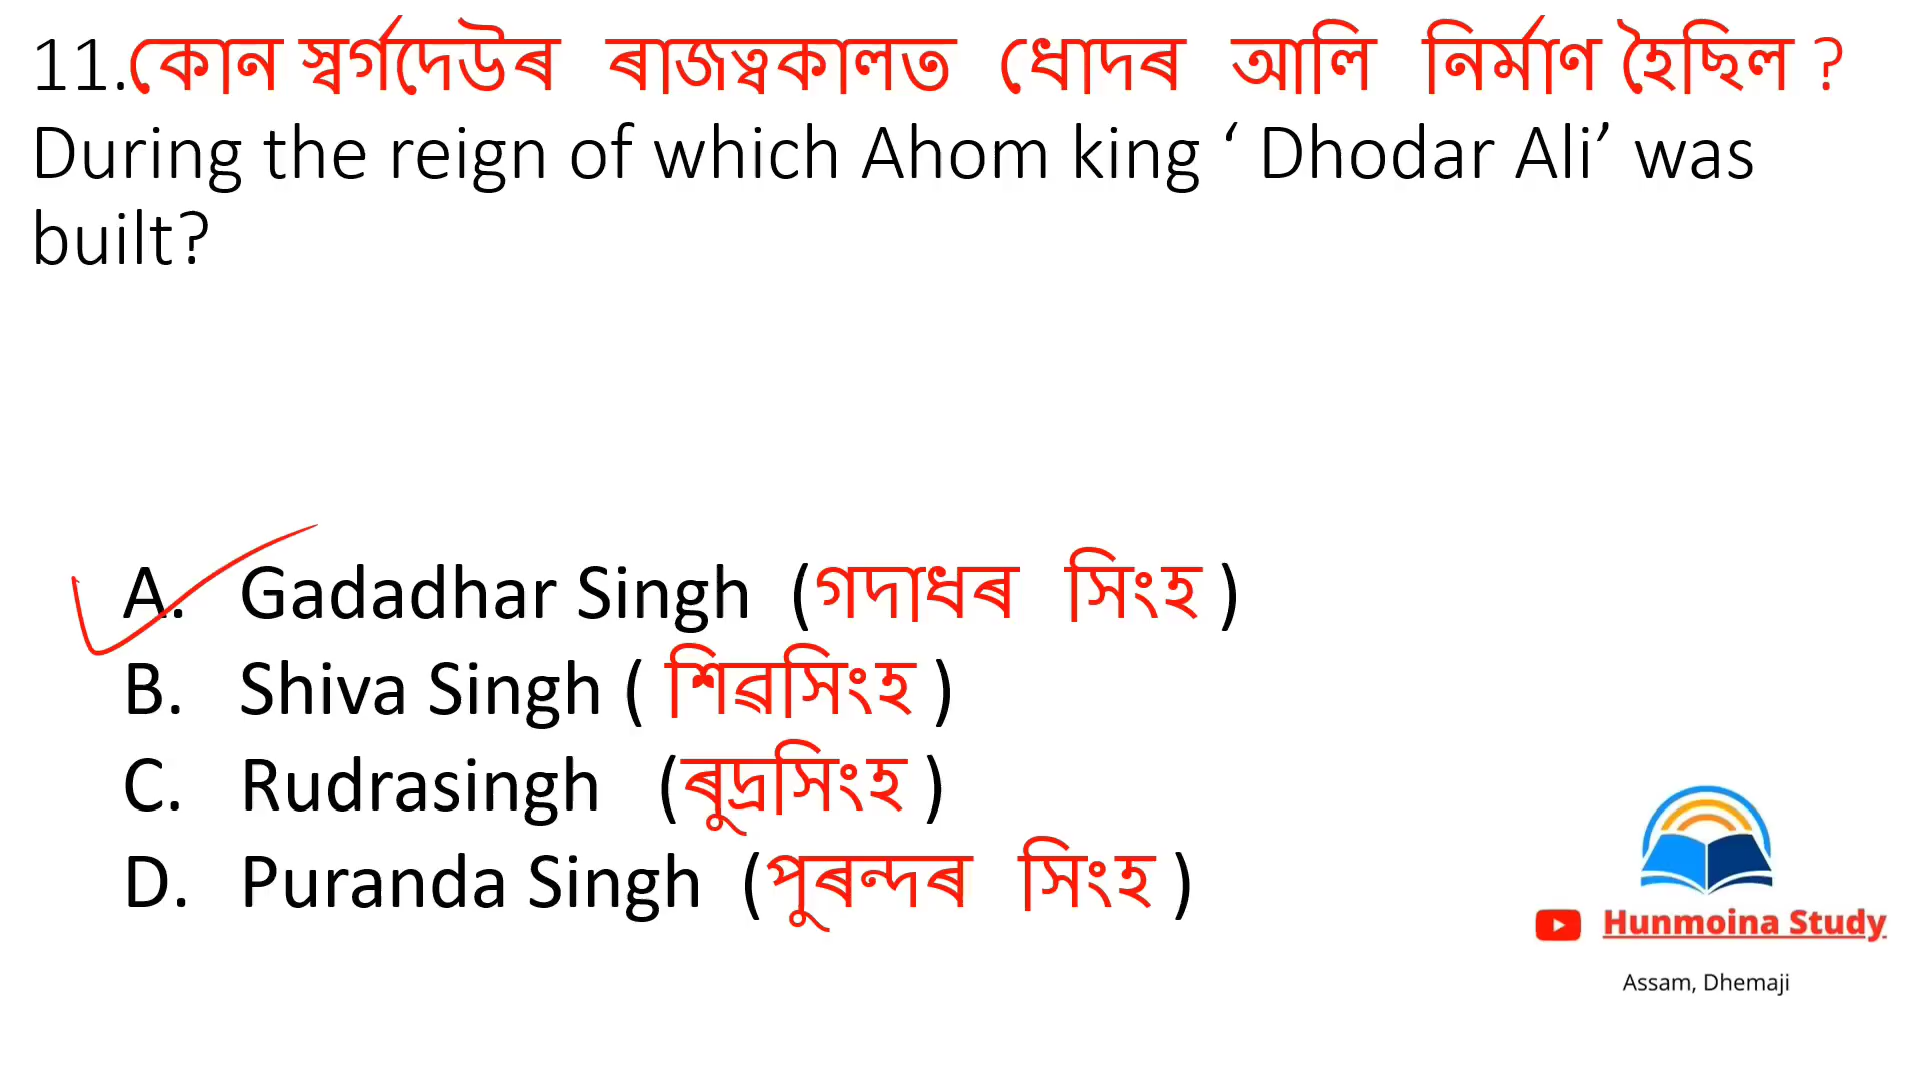 11.কোন স্বৰ্গদেউৰ ৰাজত্বকালত ধোদৰ আলি নিৰ্মাণ হৈছিল ?
During the reign of which Ahom king ‘ Dhodar Ali’ was
built?
A. Gadadhar Singh (গদাধৰ সিংহ )
B. Shiva Singh ( শিৱসিংহ )
C. Rudrasingh (ৰুদ্ৰসিংহ )
D. Puranda Singh (পুৰন্দৰ সিংহ )
Hunmoina Study
Assam, Dhemaji